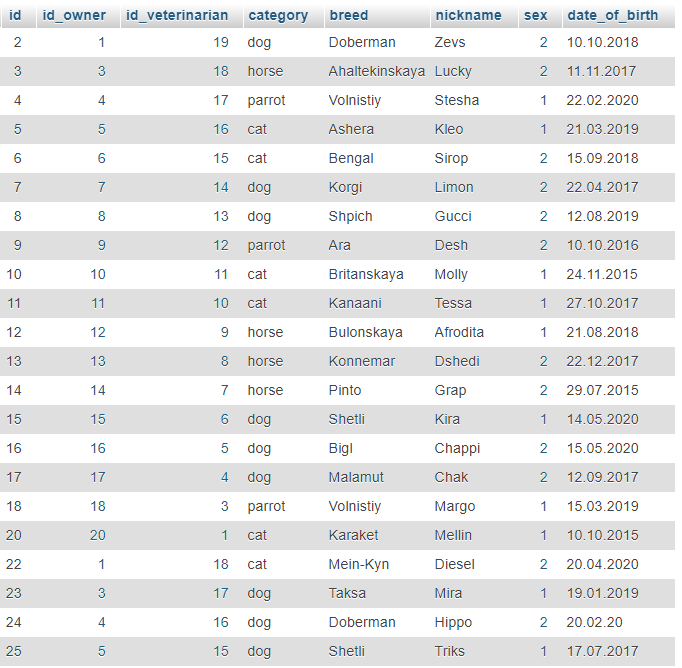 id id_owner id_veterinarian category breed nickname sex date_of_birth
2 1 19 dog Doberman Zevs 2 10.10.2018
3 3 18 horse Ahaltekinskaya Lucky 2 11.11.2017
4 4 17 parrot Volnistiy Stesha 1 22.02.2020
5 5 16 cat Ashera Kleo 1 21.03.2019
6 6 15 cat Bengal Sirop 2 15.09.2018
7 7 14 dog Korgi Limon 2 22.04.2017
8 8 13 dog Shpich Gucci 2 12.08.2019
9 9 12 parrot Ara Desh 2 10.10.2016
10 10 11 cat Britanskaya Molly 1 24.11.2015
11 11 10 cat Kanaani Tessa 1 27.10.2017
12 12 9 horse Bulonskaya Afrodita 1 21.08.2018
13 13 8 horse Konnemar Dshedi 2 22.12.2017
14 14 7 horse Pinto Grap 2 29.07.2015
15 15 6 dog Shetli Kira 1 14.05.2020
16 16 5 dog Bigl Chappi 2 15.05.2020
17 17 4 dog Malamut Chak 2 12.09.2017
18 18 3 parrot Volnistiy Margo 1 15.03.2019
20 20 1 cat Karaket Mellin 1 10.10.2015
22 1 18 cat Mein-Kyn Diesel 2 20.04.2020
23 3 17 dog Taksa Mira 1 19.01.2019
24 4 16 dog Doberman Hippo 2 20.02.20
25 5 15 dog Shetli Triks 1 17.07.2017